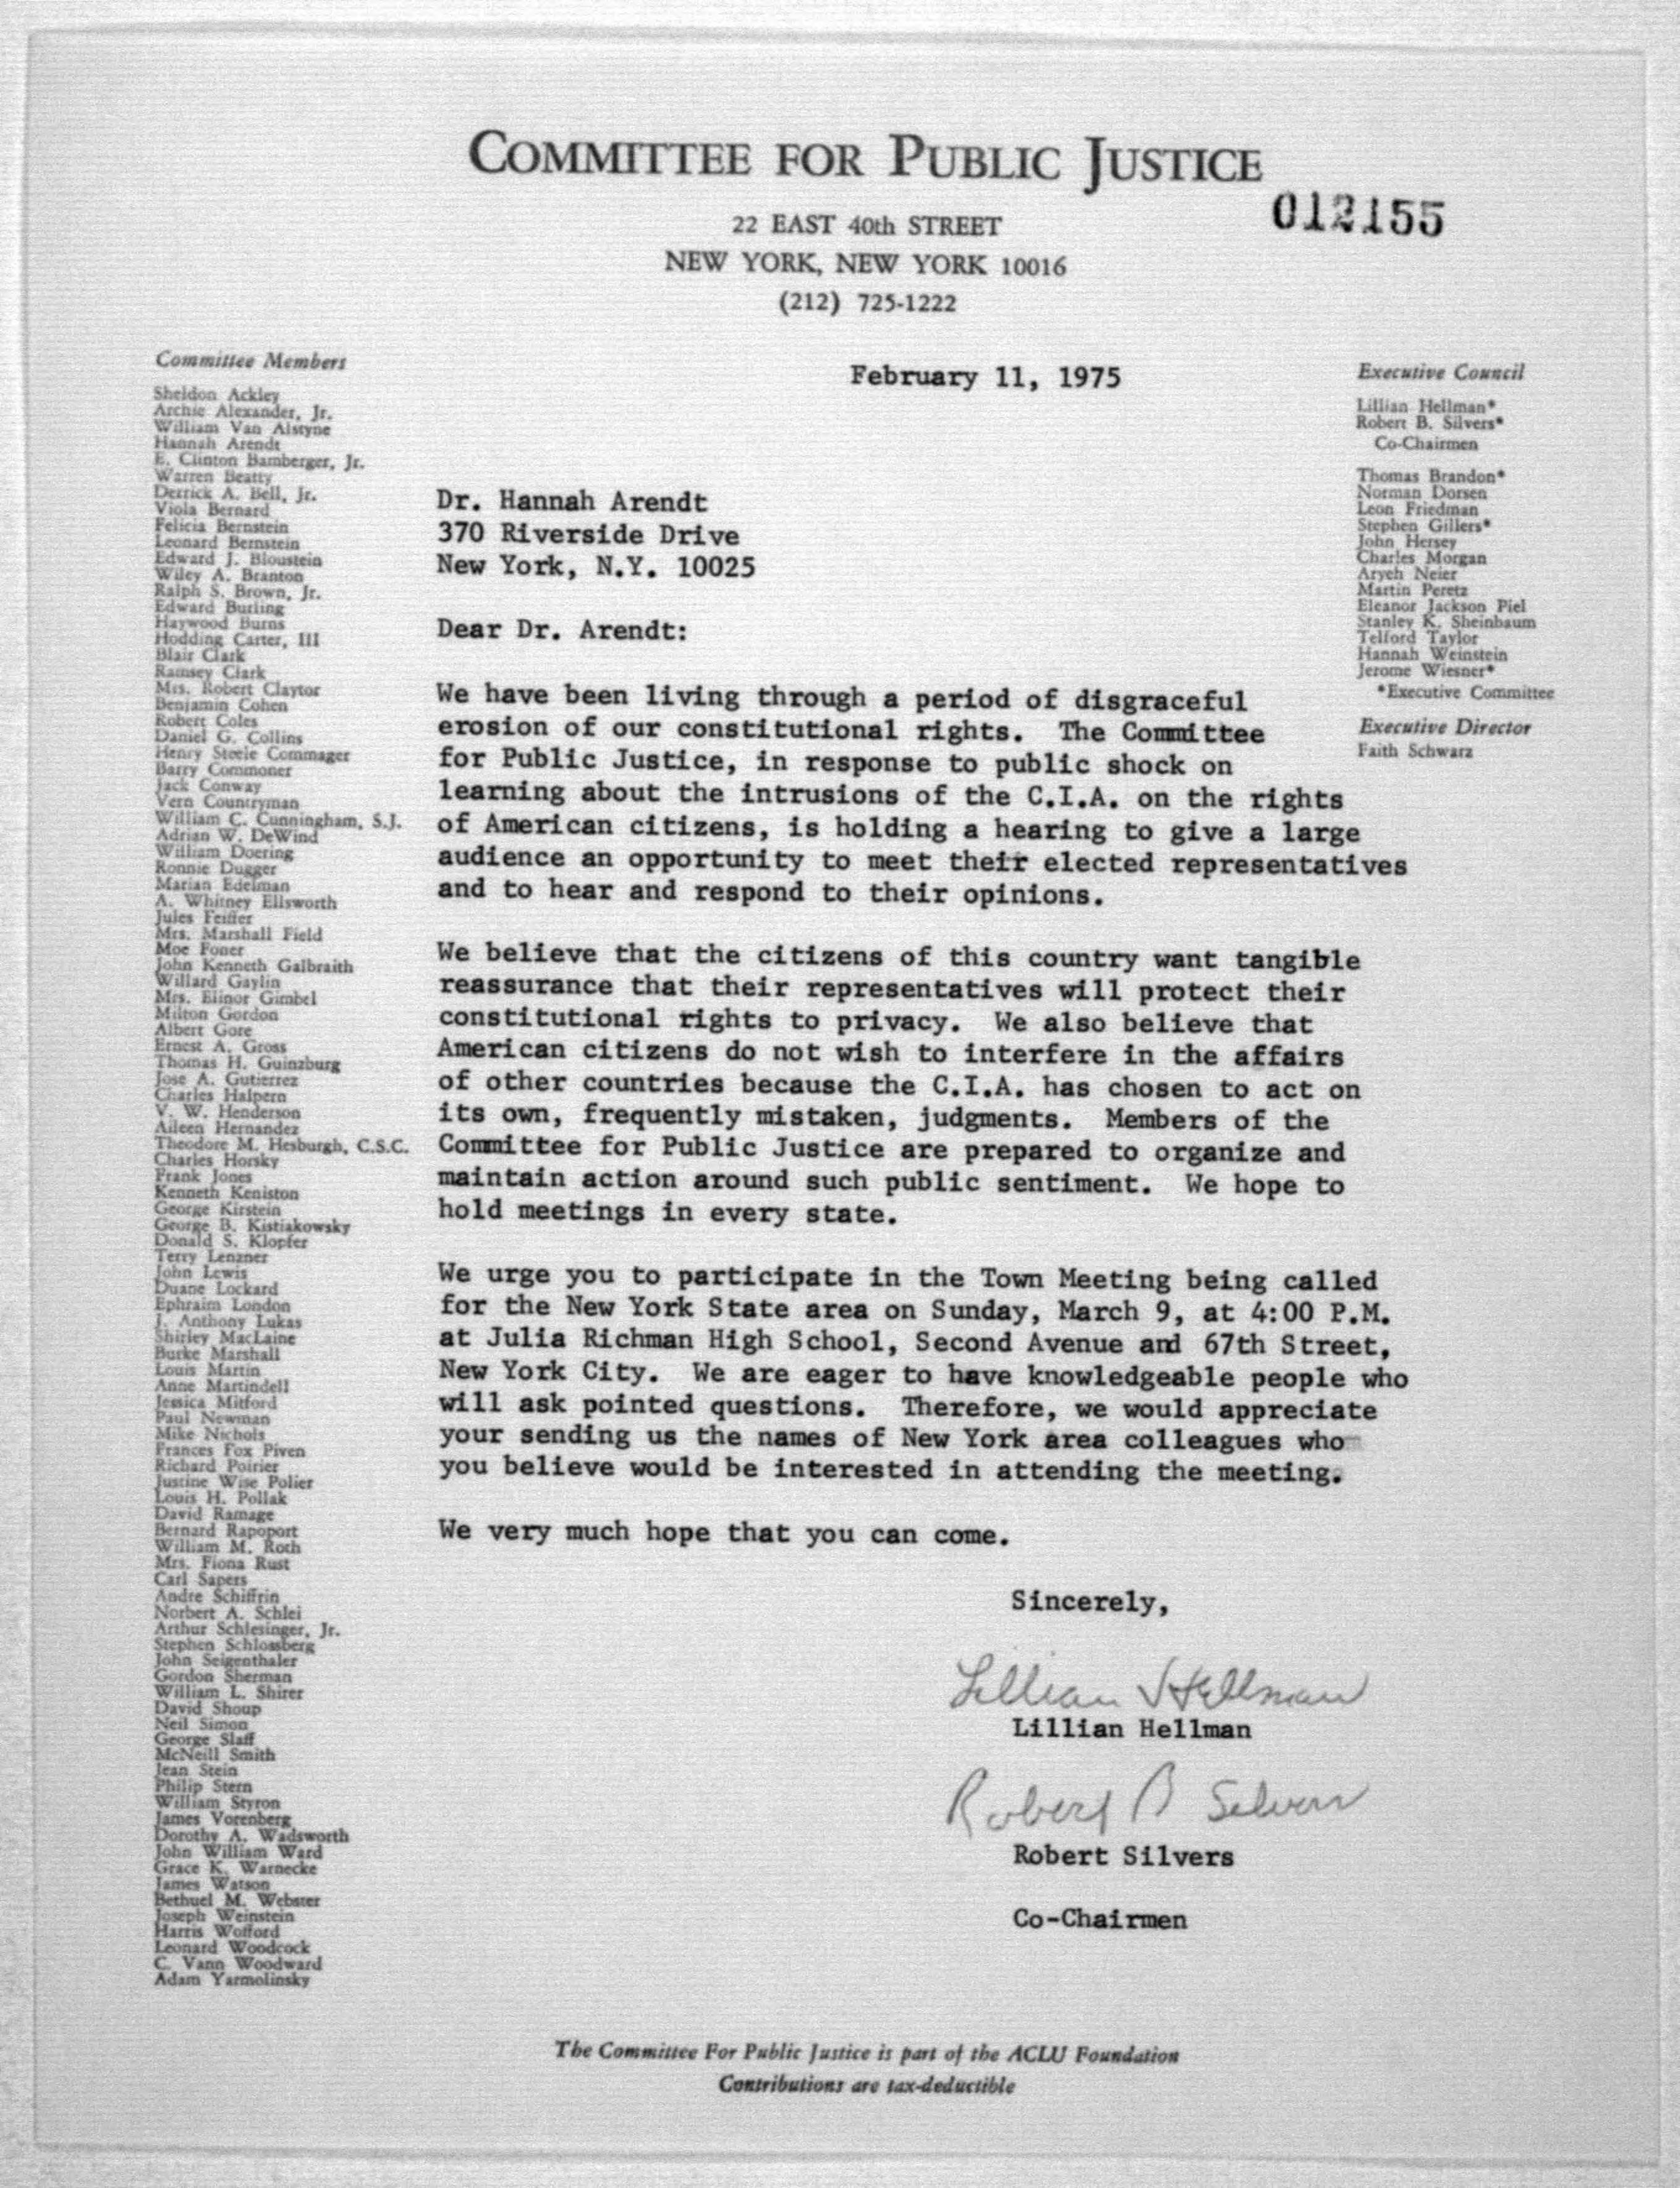 COMMITTEE FOR PUBLIC JUSTICE
012155
22 EAST 40th STREET
NEW YORK, NEW YORK 10016
(212) 725-1222
Committee Members
Sheldon Ackley
Archie Alexander, Jr.
William Van Alstyne
Hannah Arendt
E. Clinton Bamberger, Jr.
Warren Beatty
Derrick A. Bell, Jr.
Viola Bernard
Felicia Bernstein
Leonard Bernstein
Edward J. Bloustein
Wiley A. Branton
Ralph S. Brown, Jr.
Edward Burling
Haywood Burns
Hodding Carter, III
Blair Clark
Ramsey Clark
Mrs. Robert Claytor
Benjamin Cohen
Robert Coles
Daniel G. Collins
Henry Steele Commager
Barry Commoner
Jack Conway
Vern Countryman
William C. Cunningham, S.J.
Adrian W. DeWind
William Doering
Ronnie Dugger
Marian Edelman
A. Whitney Ellsworth
Jules Feiffer
Mrs. Marshall Field
Moe Foner
John Kenneth Galbraith
Willard Gaylin
Mrs. Elinor Gimbel
Milton Gordon
Albert Gore
Ernest A. Gross
Thomas H. Guinzburg
Jose A. Gutierrez
Charles Halpern
V. W. Henderson
Aileen Hernandez
Theodore M. Hesburgh, C.S.C.
Charles Horsky
Frank Jones
Kenneth Keniston
George Kirstein
George B. Kistiakowsky
Donald S. Klopfer
Terry Lenzner
John Lewis
Duane Lockard
Ephraim London
J. Anthony Lukas
Shirley MacLaine
Burke Marshall
Louis Martin
Anne Martindell
Jessica Mitford
Paul Newman
Mike Nichols
Frances Fox Piven
Richard Poirier
Justine Wise Polier
Louis H. Pollak
David Ramage
Bernard Rapoport
William M. Roth
Mrs. Fiona Rust
Carl Sapers
Andre Schiffrin
Norbert A. Schlei
Arthur Schlesinger, Jr.
Stephen Schlossberg
John Seigenthaler
Gordon Sherman
William L. Shirer
David Shoup
Neil Simon
George Slaff
McNeill Smith
Jean Stein
Philip Stern
William Styron
James Vorenberg
Dorothy A. Wadsworth
John William Ward
Grace K. Warnecke
James Watson
Bethuel M. Webster
Joseph Weinstein
Harris Wofford
Leonard Woodcock
C. Vann Woodward
Adam Yarmolinsky
February 11, 1975
Dr. Hannah Arendt
370 Riverside Drive
New York, N.Y. 10025
Dear Dr. Arendt:
We have been living through a period of disgraceful
erosion of our constitutional rights. The Committee
for Public Justice, in response to public shock on
learning about the intrusions of the C.I.A. on the rights
of American citizens, is holding a hearing to give a large
audience an opportunity to meet their elected representatives
and to hear and respond to their opinions.
We believe that the citizens of this country want tangible
reassurance that their representatives will protect their
constitutional rights to privacy. We also believe that
American citizens do not wish to interfere in the affairs
of other countries because the C.I.A. has chosen to act on
its own, frequently mistaken, judgments. Members of the
Committee for Public Justice are prepared to organize and
maintain action around such public sentiment. We hope to
hold meetings in every state.
We urge you to participate in the Town Meeting being called
for the New York State area on Sunday, March 9, at 4:00 P.M.
at Julia Richman High School, Second Avenue and 67th Street,
New York City. We are eager to have knowledgeable people who
will ask pointed questions. Therefore, we would appreciate
your sending us the names of New York area colleagues who
you believe would be interested in attending the meeting.
We very much hope that you can come.
Sincerely,
Lillian Hellman
Lillian Hellman
Robert B Silvers
Robert Silvers
Co-Chairmen
Executive Council
Lillian Hellman*
Robert B. Silvers*
Co-Chairmen
Thomas Brandon*
Norman Dorsen
Leon Friedman
Stephen Gillers*
John Hersey
Charles Morgan
Aryeh Neier
Martin Peretz
Eleanor Jackson Piel
Stanley K. Sheinbaum
Telford Taylor
Hannah Weinstein
Jerome Wiesner*
*Executive Committee
Executive Director
Faith Schwarz
The Committee For Public Justice is part of the ACLU Foundation
Contributions are tax-deductible